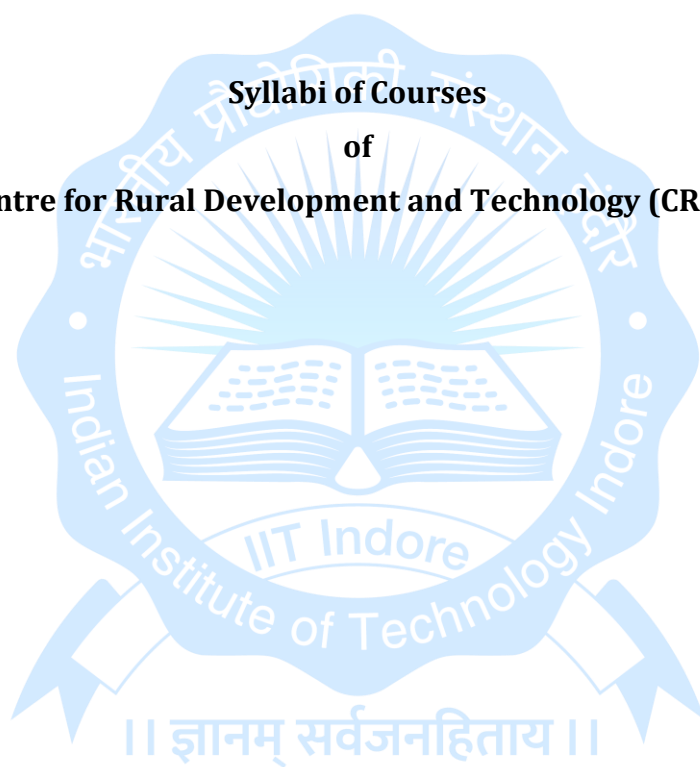 Syllabi of Courses
of
ntre for Rural Development and Technology (CR
भारतीय प्रौद्योगिकी संस्थान इंदौर
Indian Institute of Technology Indore
IIT Indore
।। ज्ञानम् सर्वजनहिताय ।।